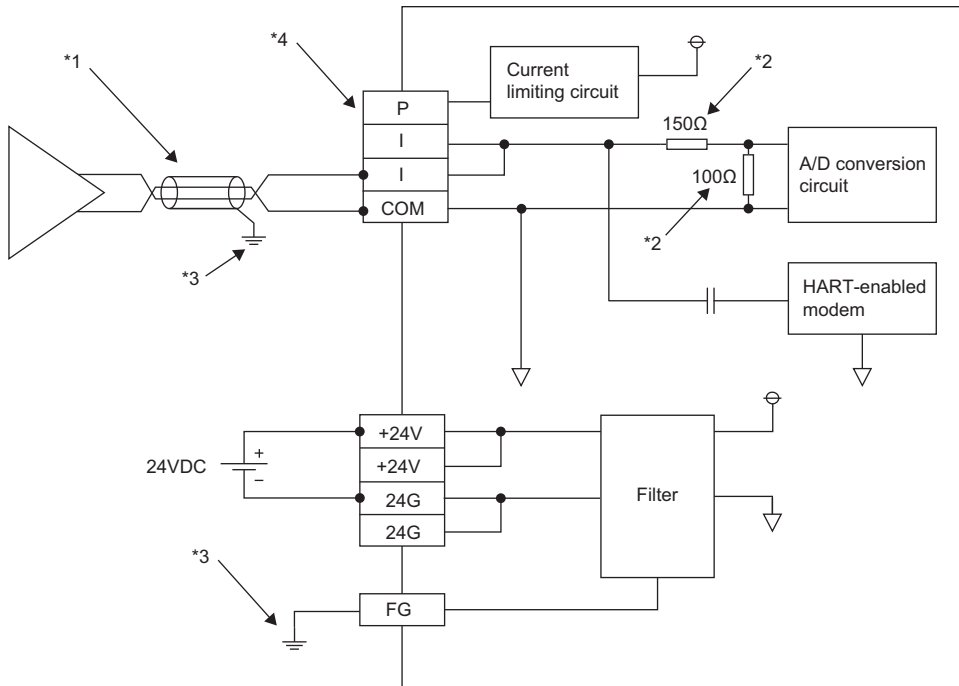 *4
*1
Current
limiting circuit
*2
P
I
I
COM
150Ω
100Ω
A/D conversion
circuit
*2
*3
HART-enabled
modem
24VDC
+
−
+24V
+24V
24G
24G
Filter
*3
FG